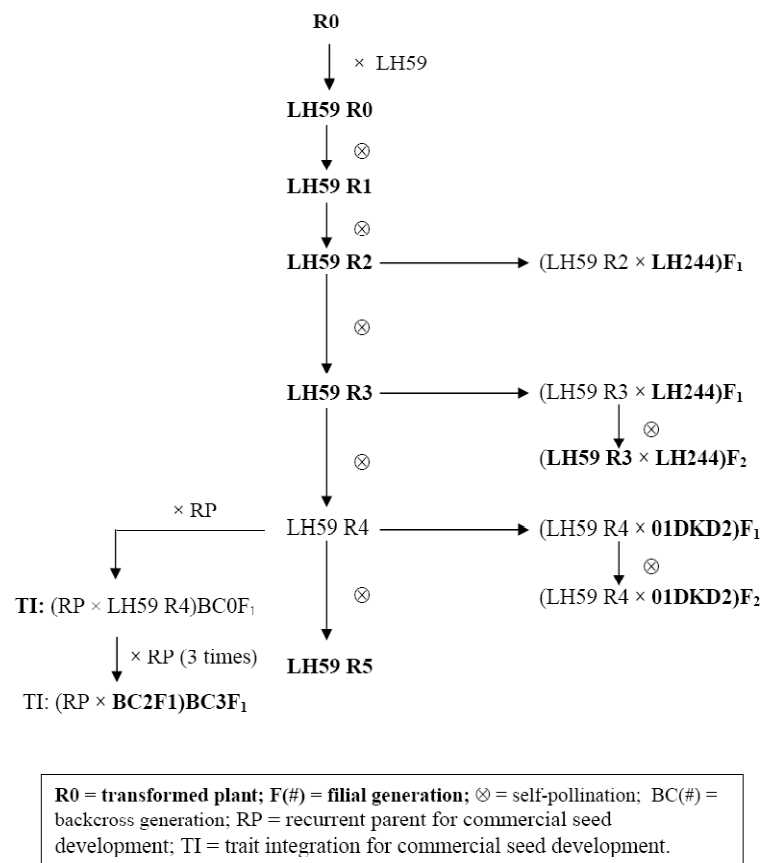 R0
× LH59
LH59 R0
⊗
LH59 R1
⊗
LH59 R2
(LH59 R2 × LH244)F₁
⊗
LH59 R3
(LH59 R3 × LH244)F₁
⊗
(LH59 R3 × LH244)F₂
⊗
× RP
LH59 R4
(LH59 R4 × 01DKD2)F₁
⊗
(LH59 R4 × 01DKD2)F₂
TI: (RP × LH59 R4)BC0F₁
⊗
× RP (3 times)
LH59 R5
TI: (RP × BC2F1)BC3F₁
R0 = transformed plant; F(#) = filial generation; ⊗ = self-pollination; BC(#) =
backcross generation; RP = recurrent parent for commercial seed
development; TI = trait integration for commercial seed development.